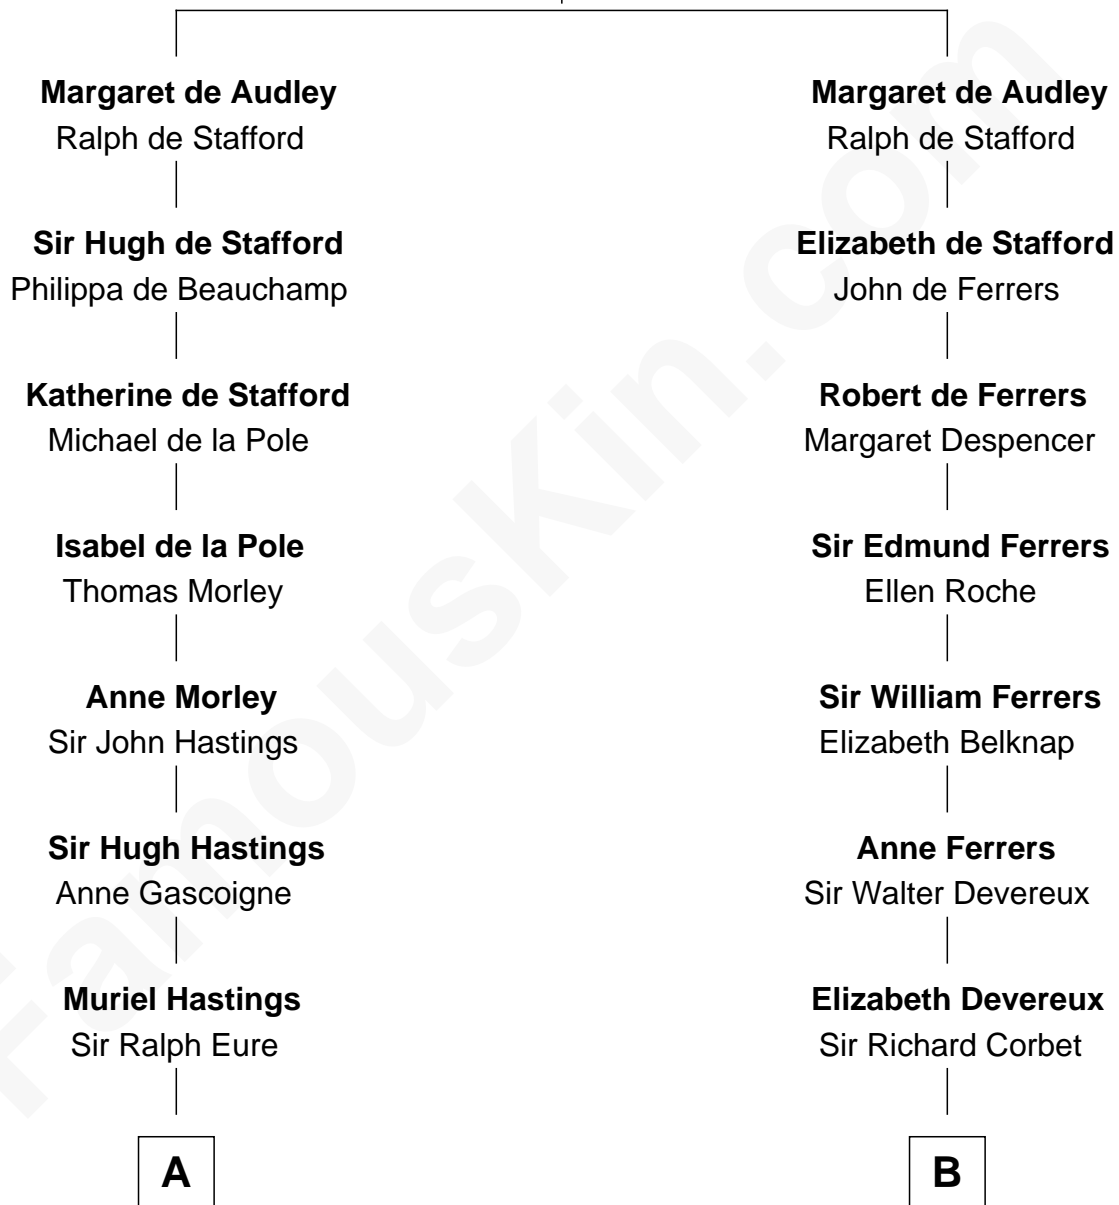 Margaret de Audley
Ralph de Stafford
Sir Hugh de Stafford
Philippa de Beauchamp
Katherine de Stafford
Michael de la Pole
Isabel de la Pole
Thomas Morley
Anne Morley
Sir John Hastings
Sir Hugh Hastings
Anne Gascoigne
Muriel Hastings
Sir Ralph Eure
A
Margaret de Audley
Ralph de Stafford
Elizabeth de Stafford
John de Ferrers
Robert de Ferrers
Margaret Despencer
Sir Edmund Ferrers
Ellen Roche
Sir William Ferrers
Elizabeth Belknap
Anne Ferrers
Sir Walter Devereux
Elizabeth Devereux
Sir Richard Corbet
B
FamousKin.com